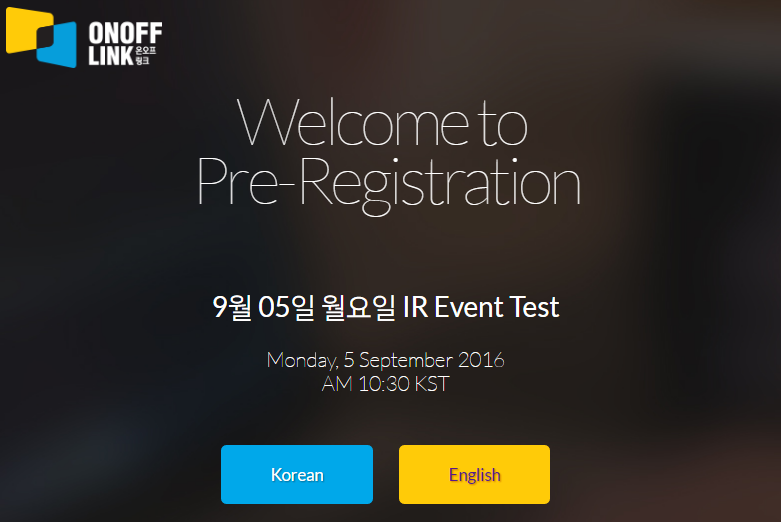 ONOFF
LINK 온오프
링크
Welcome to
Pre-Registration
9월 05일 월요일 IR Event Test
Monday, 5 September 2016
AM 10:30 KST
Korean
English